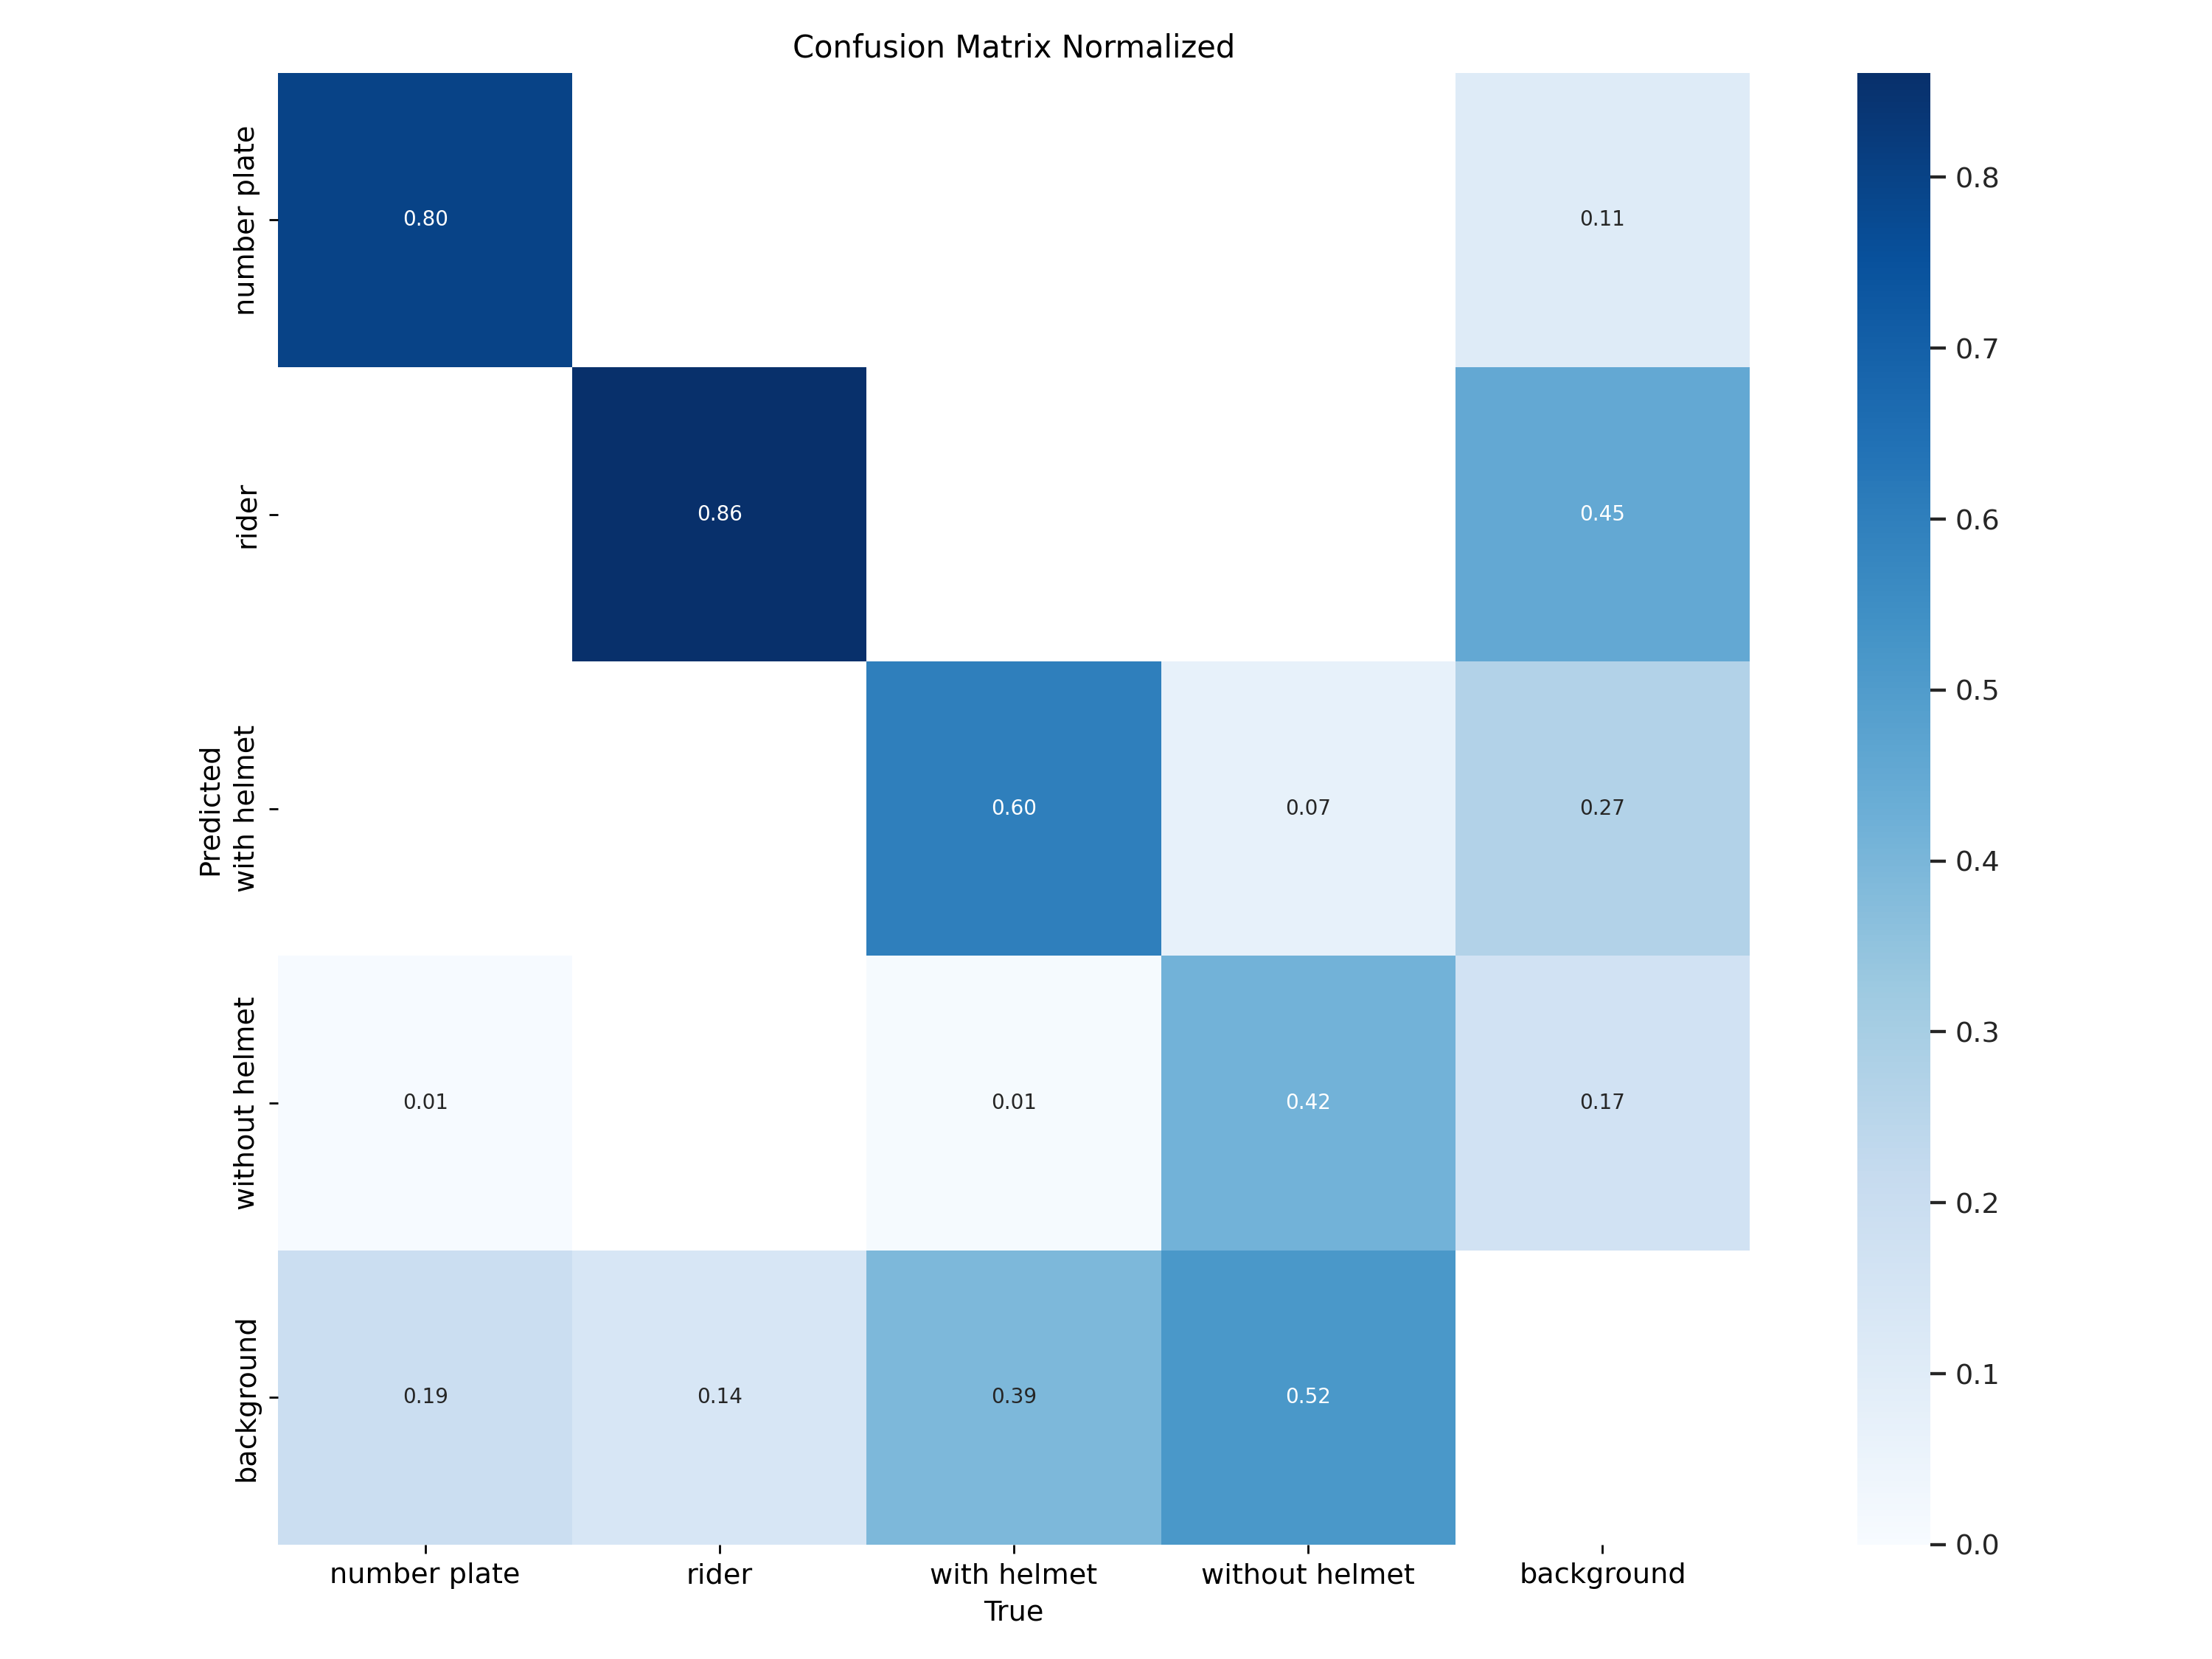 Confusion Matrix Normalized
number plate
0.80
0.11
rider
0.86
0.45
Predicted
with helmet
0.60
0.07
0.27
without helmet
0.01
0.01
0.42
0.17
background
0.19
0.14
0.39
0.52
number plate
rider
with helmet
without helmet
background
True
0.8
0.7
0.6
0.5
0.4
0.3
0.2
0.1
0.0